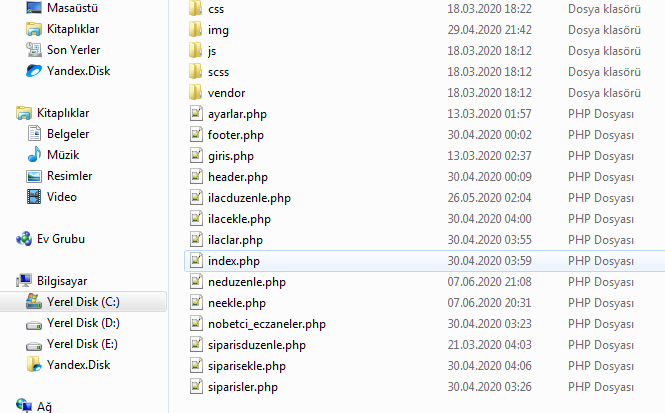 Masaüstü
Kitaplıklar
Son Yerler
Yandex.Disk
Kitaplıklar
Belgeler
Müzik
Resimler
Video
Ev Grubu
Bilgisayar
Yerel Disk (C:)
Yerel Disk (D:)
Yerel Disk (E:)
Yandex.Disk
Ağ
css 18.03.2020 18:22 Dosya klasörü
img 29.04.2020 21:42 Dosya klasörü
js 18.03.2020 18:12 Dosya klasörü
scss 18.03.2020 18:12 Dosya klasörü
vendor 18.03.2020 18:12 Dosya klasörü
ayarlar.php 13.03.2020 01:57 PHP Dosyası
footer.php 30.04.2020 00:02 PHP Dosyası
giris.php 13.03.2020 02:37 PHP Dosyası
header.php 30.04.2020 00:09 PHP Dosyası
ilacduzenle.php 26.05.2020 02:04 PHP Dosyası
ilacekle.php 30.04.2020 04:00 PHP Dosyası
ilaclar.php 30.04.2020 03:55 PHP Dosyası
index.php 30.04.2020 03:59 PHP Dosyası
neduzenle.php 07.06.2020 21:08 PHP Dosyası
neekle.php 07.06.2020 20:31 PHP Dosyası
nobetci_eczaneler.php 30.04.2020 03:23 PHP Dosyası
siparisduzenle.php 21.03.2020 04:03 PHP Dosyası
siparisekle.php 30.04.2020 04:06 PHP Dosyası
siparisler.php 30.04.2020 03:26 PHP Dosyası